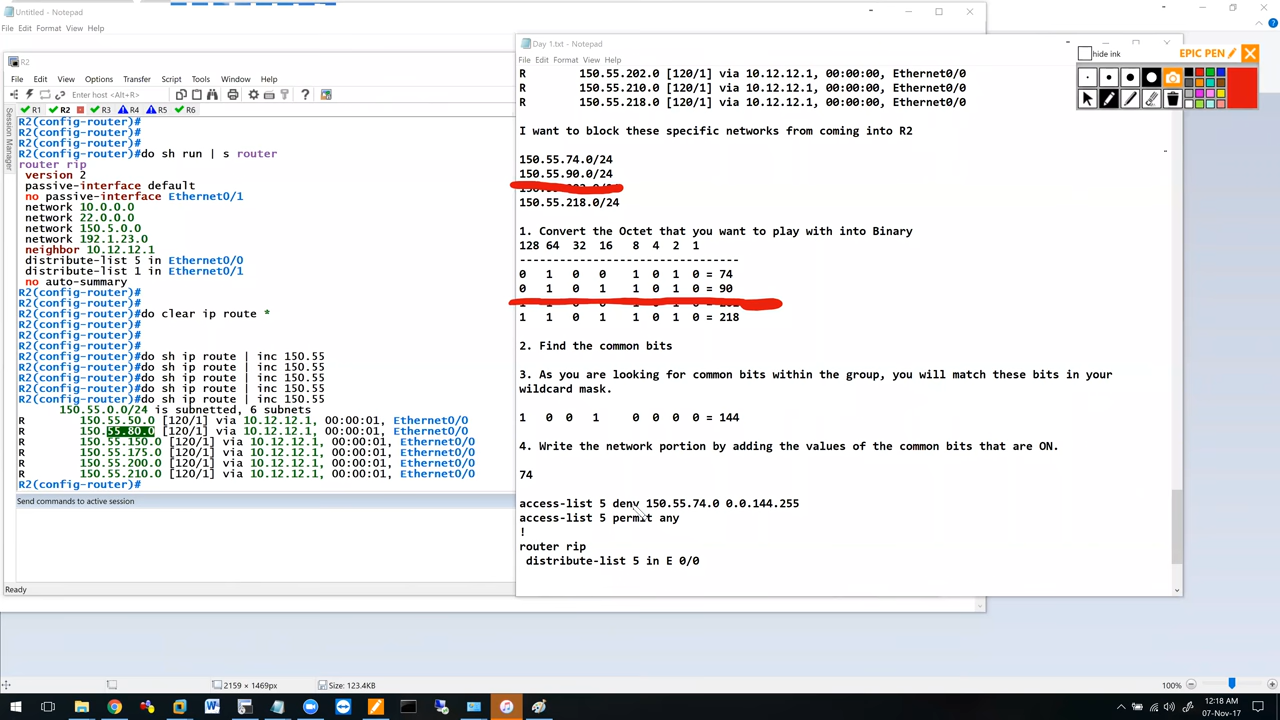 Untitled - Notepad
File Edit Format View Help
R2
File Edit View Options Transfer Script Tools Window Help
Enter host <Alt+R>
R1 R2 R3 R4 R5 R6
Session Manager
R2(config-router)#
R2(config-router)#
R2(config-router)#
R2(config-router)#do sh run | s router
router rip
version 2
passive-interface default
no passive-interface Ethernet0/1
network 10.0.0.0
network 22.0.0.0
network 150.5.0.0
network 192.1.23.0
neighbor 10.12.12.1
distribute-list 5 in Ethernet0/0
distribute-list 1 in Ethernet0/1
no auto-summary
R2(config-router)#
R2(config-router)#
R2(config-router)#do clear ip route *
R2(config-router)#
R2(config-router)#
R2(config-router)#
R2(config-router)#do sh ip route | inc 150.55
R2(config-router)#do sh ip route | inc 150.55
R2(config-router)#do sh ip route | inc 150.55
R2(config-router)#do sh ip route | inc 150.55
R2(config-router)#do sh ip route | inc 150.55
150.55.0.0/24 is subnetted, 6 subnets
R 150.55.50.0 [120/1] via 10.12.12.1, 00:00:01, Ethernet0/0
R 150.55.80.0 [120/1] via 10.12.12.1, 00:00:01, Ethernet0/0
R 150.55.150.0 [120/1] via 10.12.12.1, 00:00:01, Ethernet0/0
R 150.55.175.0 [120/1] via 10.12.12.1, 00:00:01, Ethernet0/0
R 150.55.200.0 [120/1] via 10.12.12.1, 00:00:01, Ethernet0/0
R 150.55.210.0 [120/1] via 10.12.12.1, 00:00:01, Ethernet0/0
R2(config-router)#
Send commands to active session
Ready
Day 1.txt - Notepad
File Edit Format View Help
R 150.55.202.0 [120/1] via 10.12.12.1, 00:00:00, Ethernet0/0
R 150.55.210.0 [120/1] via 10.12.12.1, 00:00:00, Ethernet0/0
R 150.55.218.0 [120/1] via 10.12.12.1, 00:00:00, Ethernet0/0
I want to block these specific networks from coming into R2
150.55.74.0/24
150.55.90.0/24
150.55.218.0/24
1. Convert the Octet that you want to play with into Binary
128 64 32 16 8 4 2 1
---------------------------------
0 1 0 0 1 0 1 0 = 74
0 1 0 1 1 0 1 0 = 90
1 1 0 1 1 0 1 0 = 218
2. Find the common bits
3. As you are looking for common bits within the group, you will match these bits in your
wildcard mask.
1 0 0 1 0 0 0 0 = 144
4. Write the network portion by adding the values of the common bits that are ON.
74
access-list 5 deny 150.55.74.0 0.0.144.255
access-list 5 permit any
!
router rip
distribute-list 5 in E 0/0
hide ink
EPIC PEN
2159 × 1469px
Size: 123.4KB
100%
12:18 AM
07-Nov-17